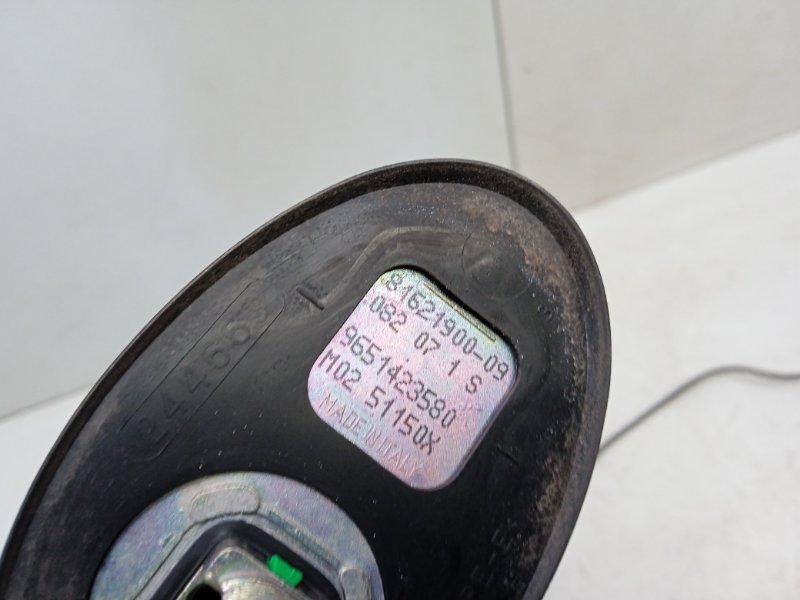 81621900-09
082 07 1 S
9651423580
M02 51150X
MADE IN ITALY